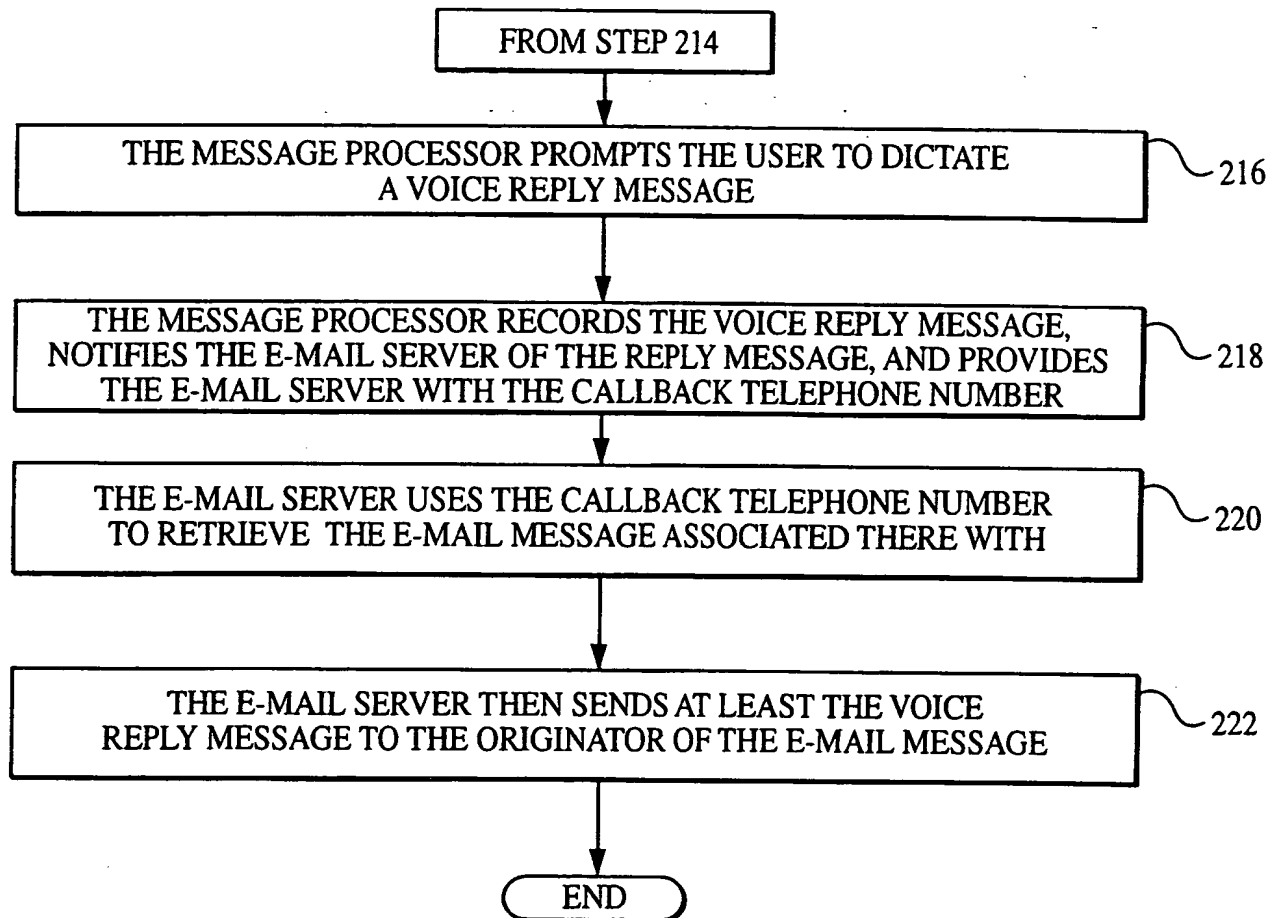 FROM STEP 214
THE MESSAGE PROCESSOR PROMPTS THE USER TO DICTATE
A VOICE REPLY MESSAGE
216
THE MESSAGE PROCESSOR RECORDS THE VOICE REPLY MESSAGE,
NOTIFIES THE E-MAIL SERVER OF THE REPLY MESSAGE, AND PROVIDES
THE E-MAIL SERVER WITH THE CALLBACK TELEPHONE NUMBER
218
THE E-MAIL SERVER USES THE CALLBACK TELEPHONE NUMBER
TO RETRIEVE THE E-MAIL MESSAGE ASSOCIATED THERE WITH
220
THE E-MAIL SERVER THEN SENDS AT LEAST THE VOICE
REPLY MESSAGE TO THE ORIGINATOR OF THE E-MAIL MESSAGE
222
END